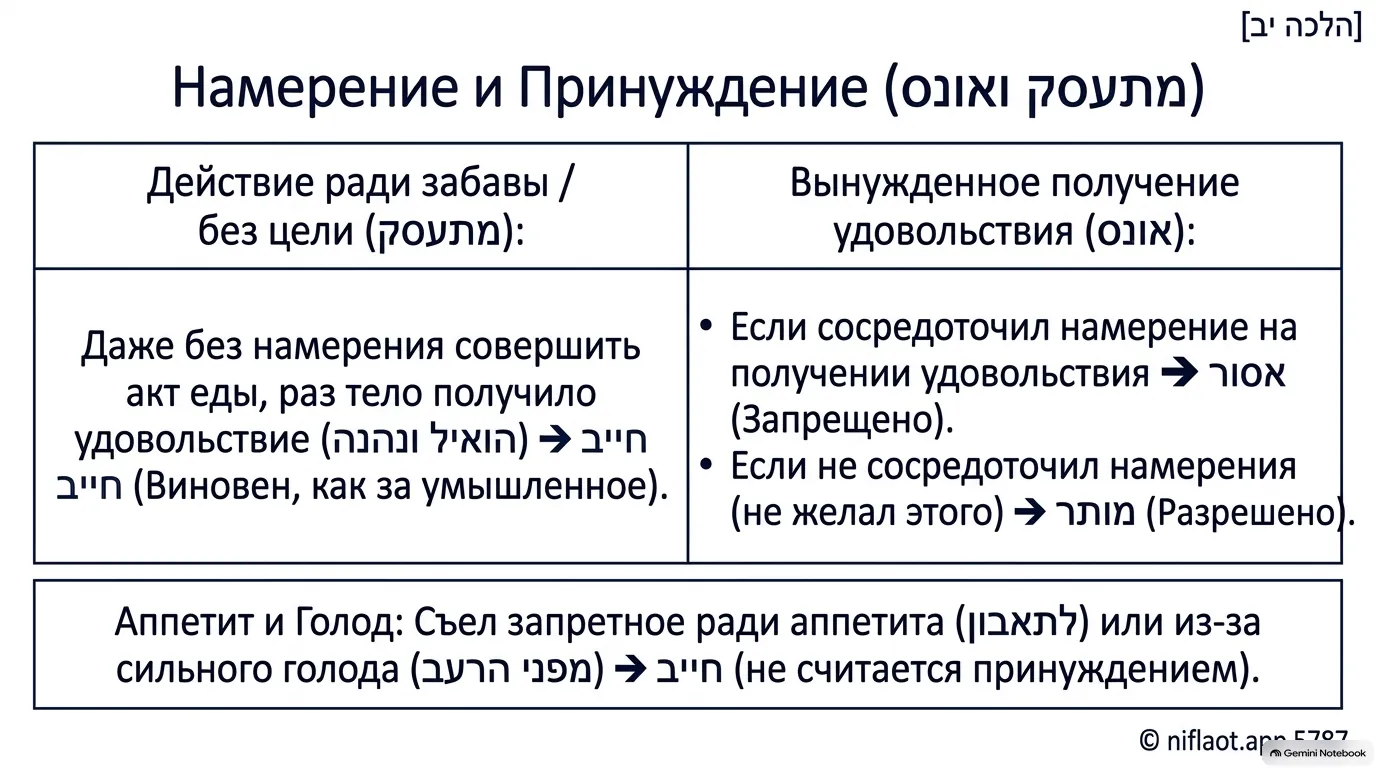 [הלכה יב]
Намерение и Принуждение (מתעסק ואונס)
Действие ради забавы /
без цели (מתעסק):
Вынужденное получение
удовольствия (אונס):
Даже без намерения совершить
акт еды, раз тело получило
удовольствие (הואיל ונהנה) ➔ חייב
חייב (Виновен, как за умышленное).
• Если сосредоточил намерение на
получении удовольствия ➔ אסור
(Запрещено).
• Если не сосредоточил намерения
(не желал этого) ➔ מותר (Разрешено).
Аппетит и Голод: Съел запретное ради аппетита (לתאבון) или из-за
сильного голода (מפני הרעב) ➔ חייב (не считается принуждением).
© niflaot.app 5787
Gemini Notebook